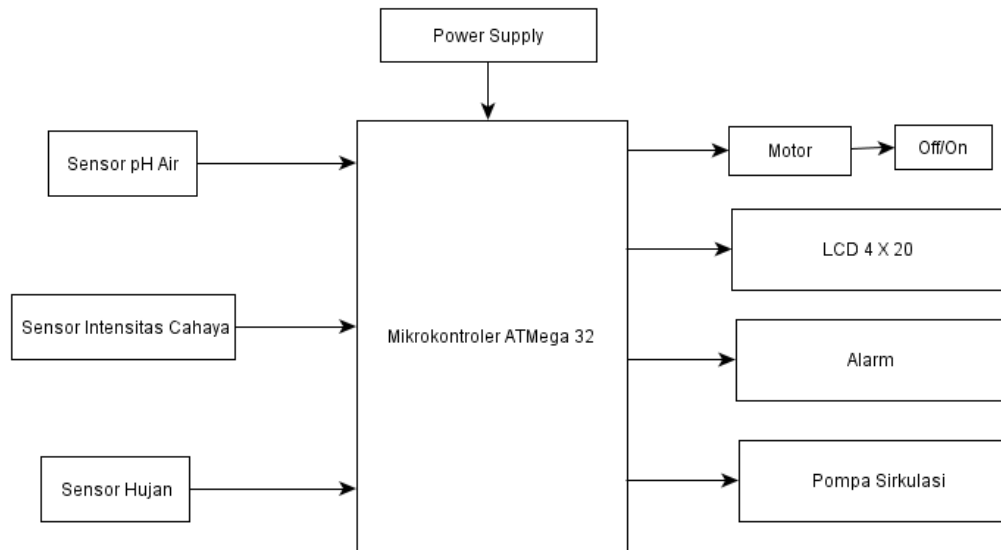 Power Supply
Sensor pH Air
Motor
Off/On
LCD 4 X 20
Sensor Intensitas Cahaya
Mikrokontroler ATMega 32
Alarm
Sensor Hujan
Pompa Sirkulasi